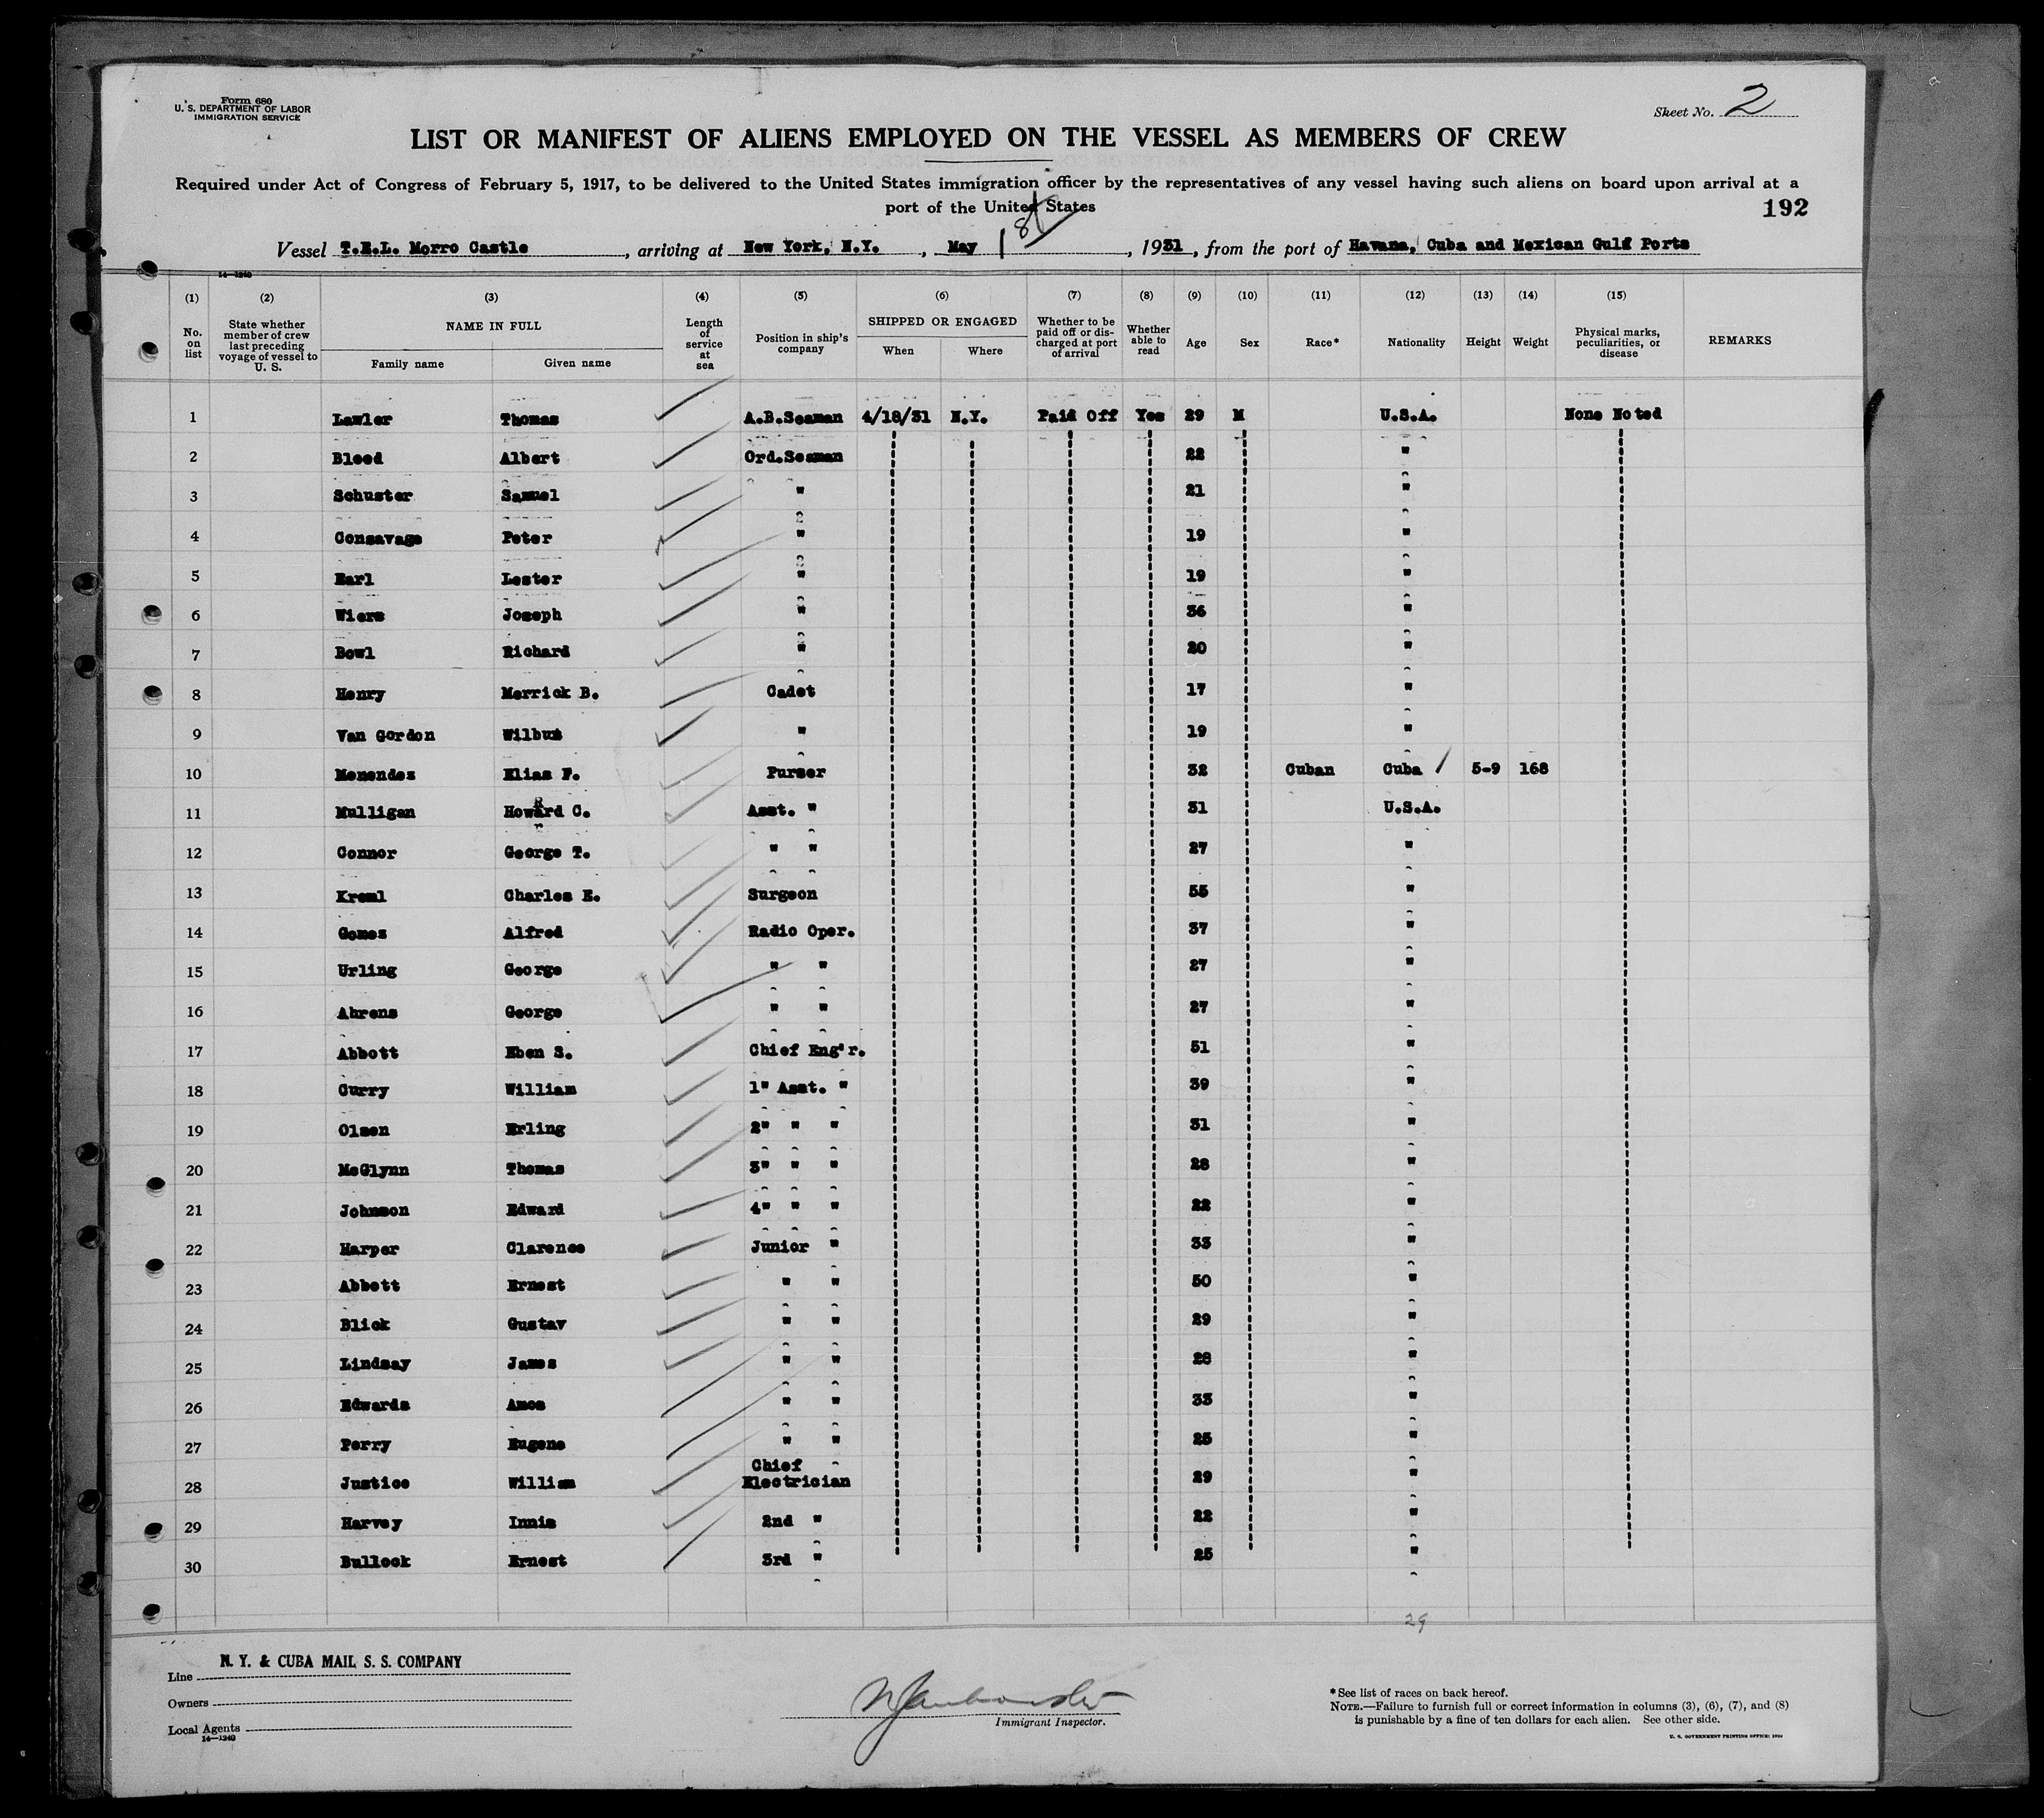 Form 680
U. S. DEPARTMENT OF LABOR
IMMIGRATION SERVICE
Sheet No. 2
LIST OR MANIFEST OF ALIENS EMPLOYED ON THE VESSEL AS MEMBERS OF CREW
Required under Act of Congress of February 5, 1917, to be delivered to the United States immigration officer by the representatives of any vessel having such aliens on board upon arrival at a
port of the United States
192
Vessel T.E.L. Morro Castle, arriving at New York, N.Y., May 1st, 1931, from the port of Havana, Cuba and Mexican Gulf Ports
14—1240
(1) (2) (3) (4) (5) (6) (7) (8) (9) (10) (11) (12) (13) (14) (15)
No. on list State whether member of crew last preceding voyage of vessel to U. S. NAME IN FULL Family name Given name Length of service at sea Position in ship's company SHIPPED OR ENGAGED When Where Whether to be paid off or discharged at port of arrival Whether able to read Age Sex Race* Nationality Height Weight Physical marks, peculiarities, or disease REMARKS
1 Lawler Thomas A.B.Seaman 4/18/31 N.Y. Paid Off Yes 29 M U.S.A. None Noted
2 Bleed Albert Ord.Seaman 22 "
3 Schuster Samuel " 21 "
4 Consavage Peter " 19 "
5 Earl Lester " 19 "
6 Wiers Joseph " 36 "
7 Bowl Richard " 20 "
8 Henry Merrick B. Cadet 17 "
9 Van Gordon Wilbur " 19 "
10 Menendez Elias F. Purser 32 Cuban Cuba 5-9 168
11 Mulligan Howard C. Asst. " 31 U.S.A.
12 Connor George T. " " 27 "
13 Kreml Charles E. Surgeon 55 "
14 Gomez Alfred Radio Oper. 37 "
15 Urling George " " 27 "
16 Ahrens George " " 27 "
17 Abbott Eben S. Chief Eng'r. 51 "
18 Curry William 1" Asst. " 39 "
19 Olsen Erling 2" " " 31 "
20 McGlynn Thomas 3" " " 28 "
21 Johnson Edward 4" " " 22 "
22 Harper Clarence Junior " 33 "
23 Abbott Ernest " " 50 "
24 Blick Gustav " " 29 "
25 Lindsay James " " 28 "
26 Edwards Amos " " 33 "
27 Perry Eugene " " 25 "
28 Justice William Chief Electrician 29 "
29 Harvey Innis 2nd " 22 "
30 Bullock Ernest 3rd " 25 "
29
Line N. Y. & CUBA MAIL S. S. COMPANY
Owners
Local Agents
14—1240
Immigrant Inspector.
*See list of races on back hereof.
NOTE.—Failure to furnish full or correct information in columns (3), (6), (7), and (8)
is punishable by a fine of ten dollars for each alien. See other side.
U. S. GOVERNMENT PRINTING OFFICE: 1930